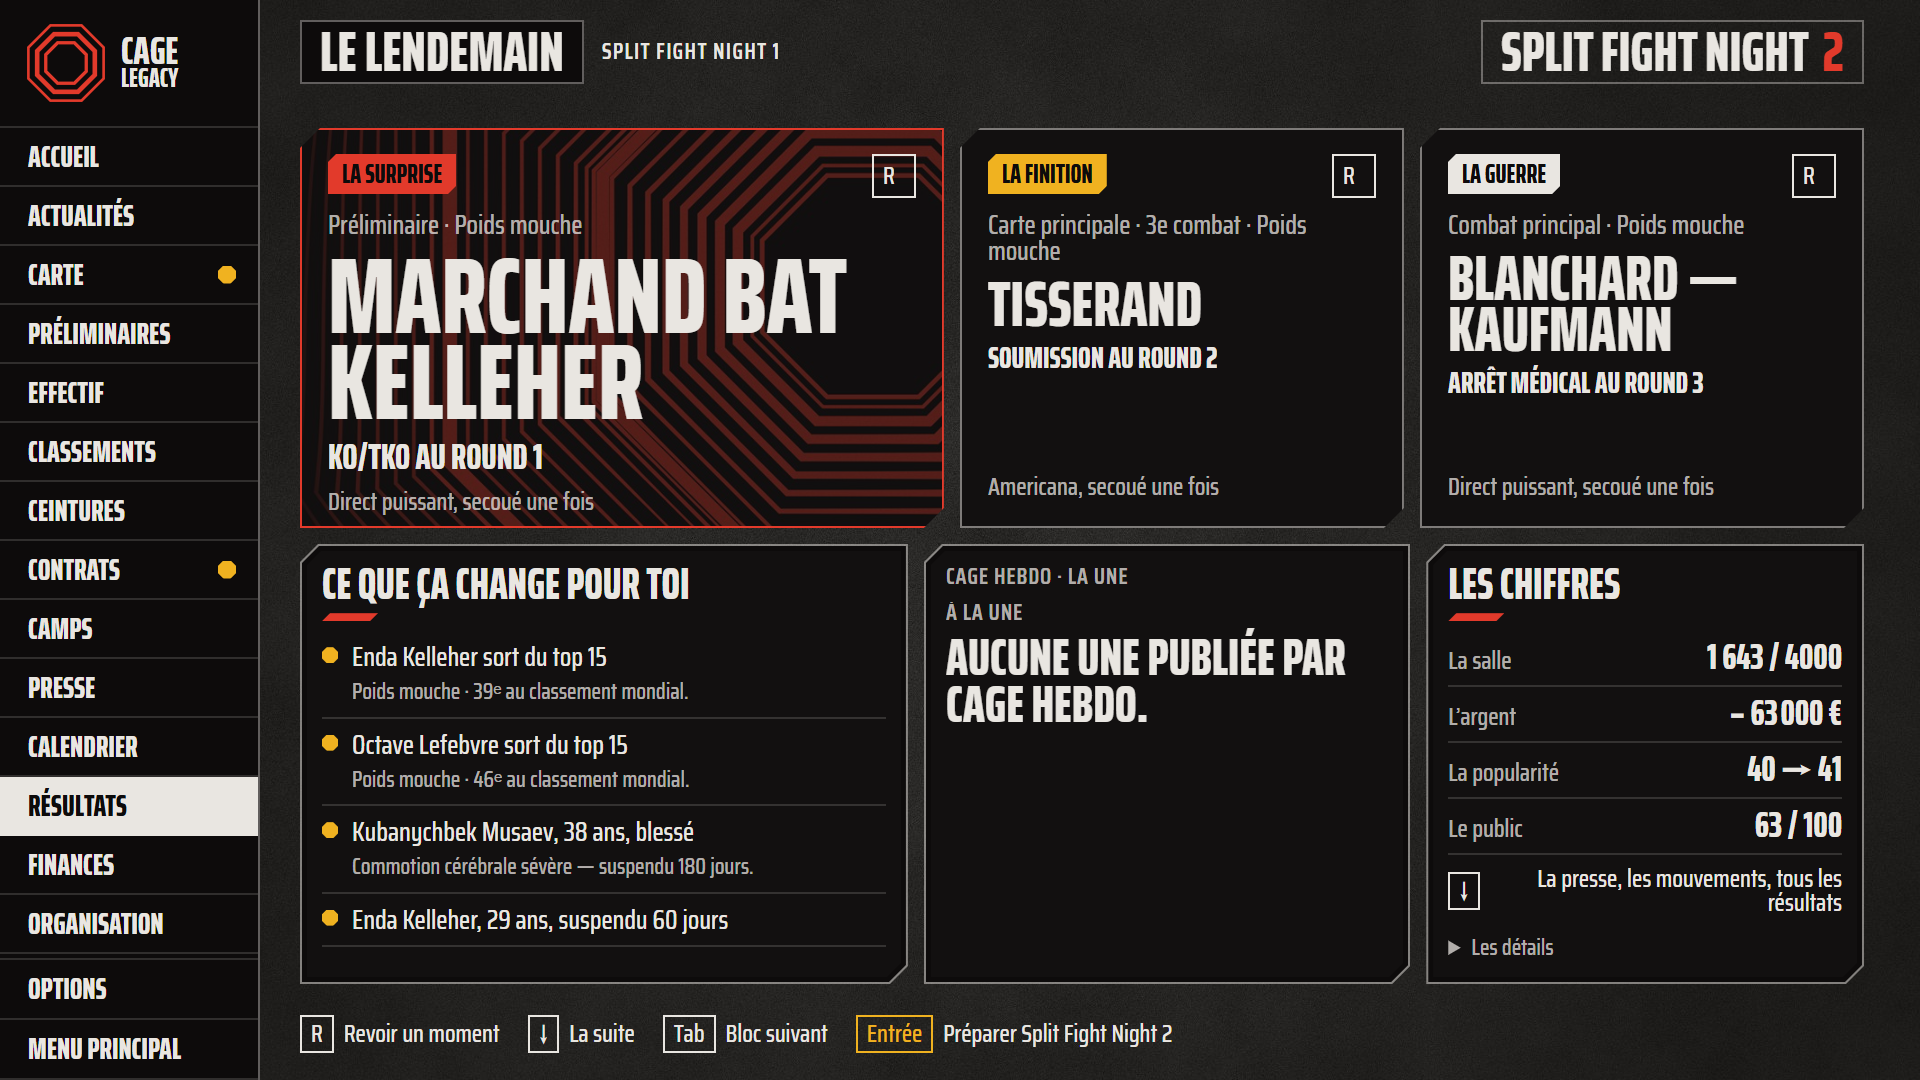 CAGE
LEGACY
ACCUEIL
ACTUALITÉS
CARTE
PRÉLIMINAIRES
EFFECTIF
CLASSEMENTS
CEINTURES
CONTRATS
CAMPS
PRESSE
CALENDRIER
RÉSULTATS
FINANCES
ORGANISATION
OPTIONS
MENU PRINCIPAL
LE LENDEMAIN
SPLIT FIGHT NIGHT 1
SPLIT FIGHT NIGHT 2
LA SURPRISE
R
Préliminaire · Poids mouche
MARCHAND BAT
KELLEHER
KO/TKO AU ROUND 1
Direct puissant, secoué une fois
LA FINITION
R
Carte principale · 3e combat · Poids
mouche
TISSERAND
SOUMISSION AU ROUND 2
Americana, secoué une fois
LA GUERRE
R
Combat principal · Poids mouche
BLANCHARD —
KAUFMANN
ARRÊT MÉDICAL AU ROUND 3
Direct puissant, secoué une fois
CE QUE ÇA CHANGE POUR TOI
Enda Kelleher sort du top 15
Poids mouche · 39e au classement mondial.
Octave Lefebvre sort du top 15
Poids mouche · 46e au classement mondial.
Kubanychbek Musaev, 38 ans, blessé
Commotion cérébrale sévère — suspendu 180 jours.
Enda Kelleher, 29 ans, suspendu 60 jours
CAGE HEBDO · LA UNE
À LA UNE
AUCUNE UNE PUBLIÉE PAR
CAGE HEBDO.
LES CHIFFRES
La salle 1 643 / 4000
L'argent − 63 000 €
La popularité 40 → 41
Le public 63 / 100
↓ La presse, les mouvements, tous les
résultats
▶ Les détails
R Revoir un moment ↓ La suite Tab Bloc suivant Entrée Préparer Split Fight Night 2